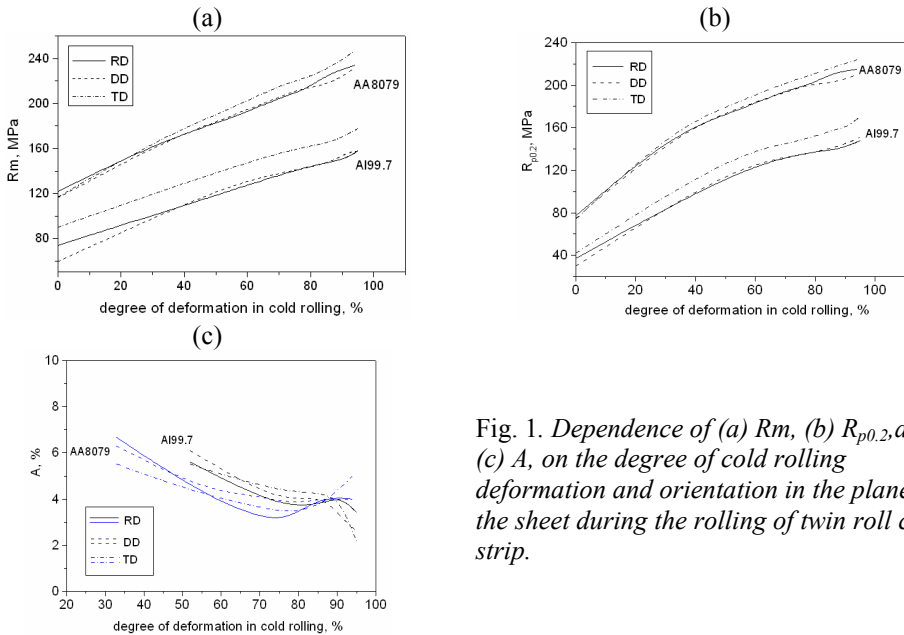 (a)
240
200
160
120
80
Rm, MPa
RD
DD
TD
AA8079
Al99.7
0 20 40 60 80 100
degree of deformation in cold rolling, %
(b)
240
200
160
120
80
40
Rp0.2, MPa
RD
DD
TD
AA8079
Al99.7
0 20 40 60 80 100
degree of deformation in cold rolling, %
(c)
10
8
6
4
2
0
A, %
AA8079
Al99.7
RD
DD
TD
20 30 40 50 60 70 80 90 100
degree of deformation in cold rolling, %
Fig. 1. Dependence of (a) Rm, (b) Rp0.2,a
(c) A, on the degree of cold rolling
deformation and orientation in the plane
the sheet during the rolling of twin roll c
strip.